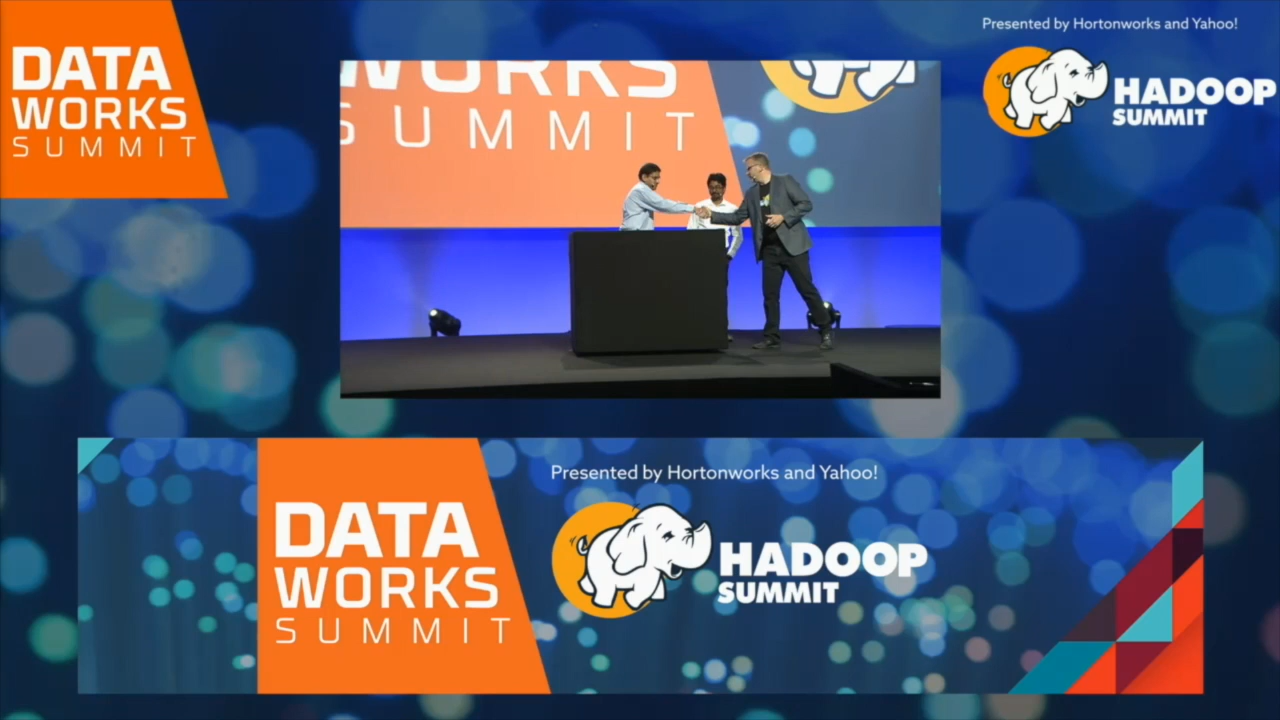 DATA
WORKS
SUMMIT
Presented by Hortonworks and Yahoo!
HADOOP
SUMMIT
WORKS
SUMMIT
Presented by Hortonworks and Yahoo!
DATA
WORKS
SUMMIT
HADOOP
SUMMIT